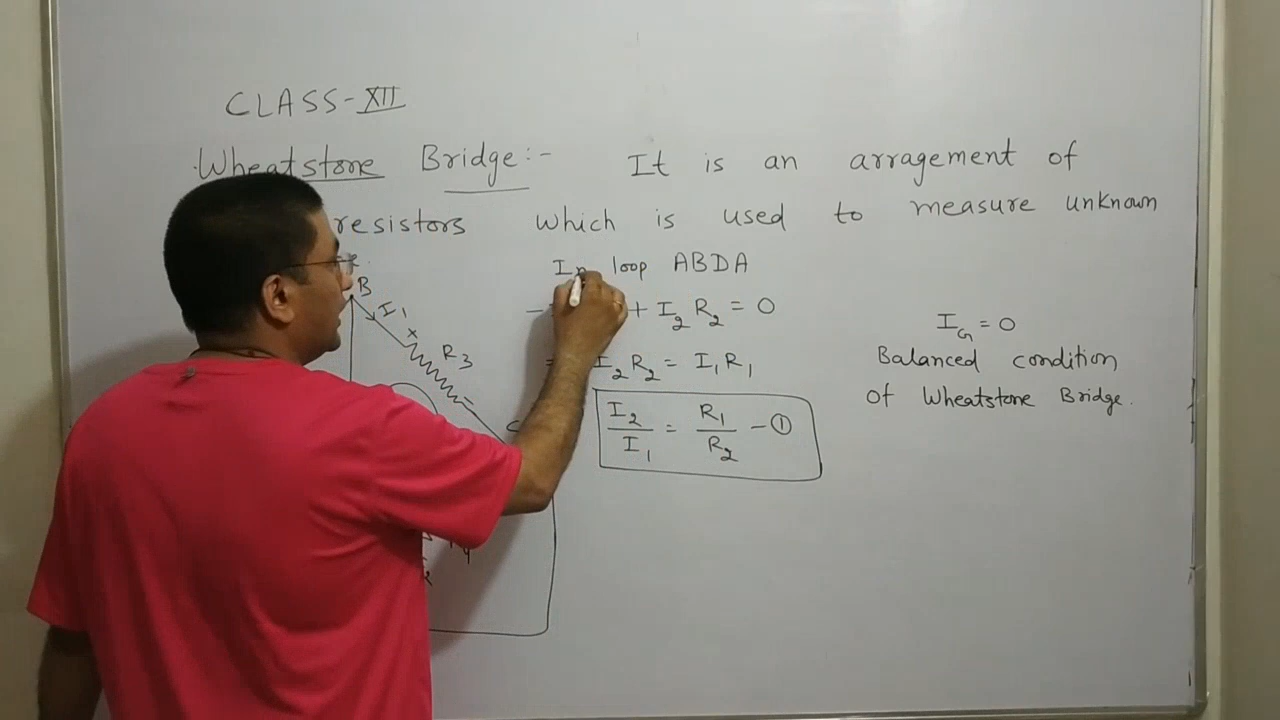 CLASS-XII
Wheatstone Bridge:- It is an arragement of
resistors which is used to measure unknown
In loop ABDA
- + I₂ R₂ = 0
I₂ R₂ = I₁ R₁
I₂/I₁ = R₁/R₂ - ①
I_G = 0
Balanced condition
of Wheatstone Bridge.
B
I₁
+
R₃
-
C